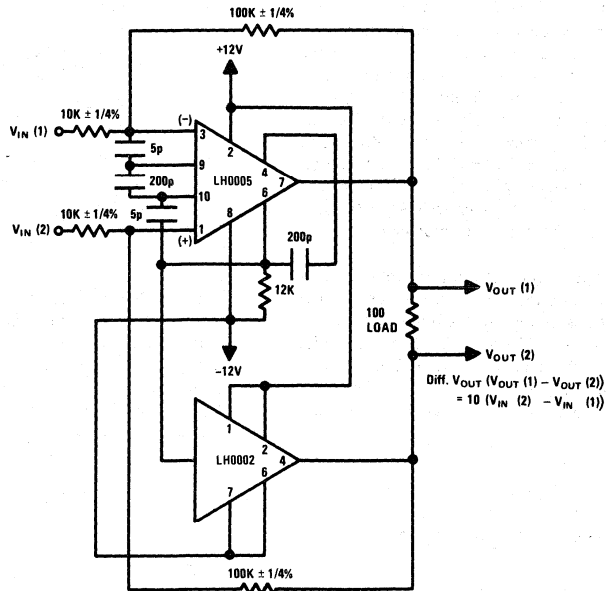 100K ± 1/4%
+12V
V_IN (1)
10K ± 1/4%
(−)
3
2
5p
9
4
LH0005
7
200p
10
6
5p
8
200p
V_IN (2)
10K ± 1/4%
1
(+)
12K
−12V
100
LOAD
V_OUT (1)
V_OUT (2)
Diff. V_OUT (V_OUT (1) − V_OUT (2))
= 10 (V_IN (2) − V_IN (1))
1
2
LH0002
4
6
7
100K ± 1/4%